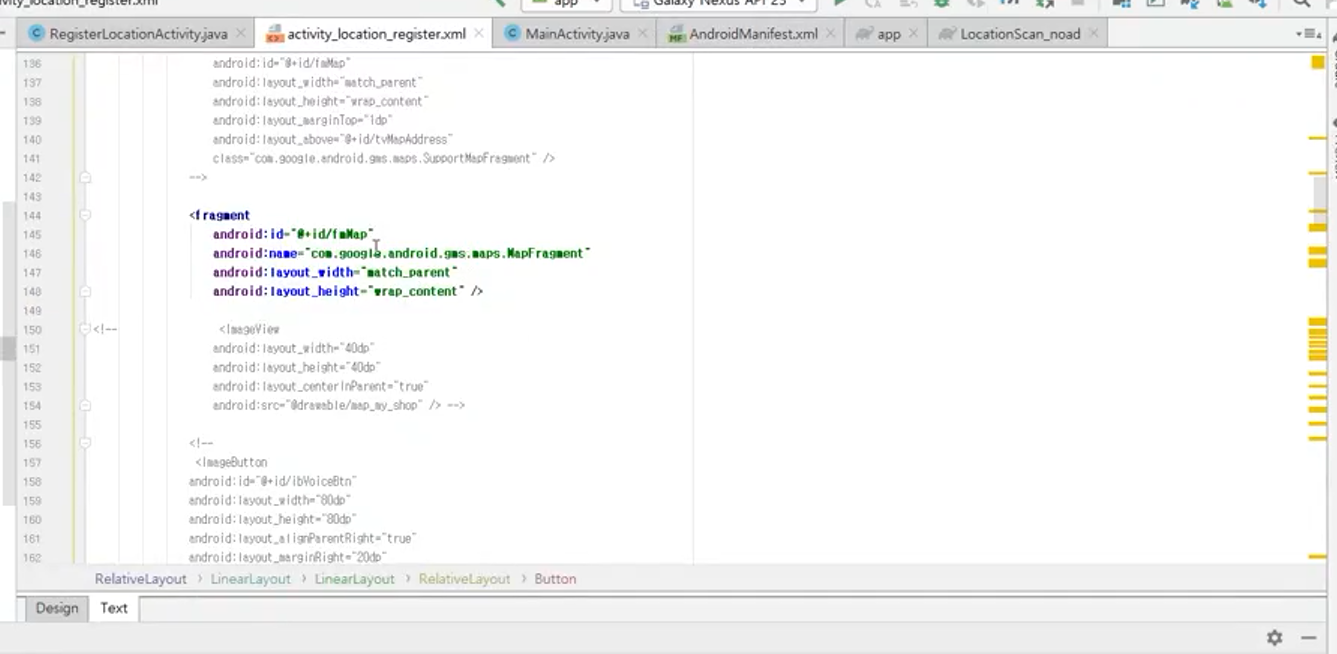 ivity_location_register.xml
app
Galaxy Nexus API 23
RegisterLocationActivity.java
activity_location_register.xml
MainActivity.java
AndroidManifest.xml
app
LocationScan_noad
136 android:id="@+id/fmMap"
137 android:layout_width="match_parent"
138 android:layout_height="wrap_content"
139 android:layout_marginTop="1dp"
140 android:layout_above="@+id/tvMapAddress"
141 class="com.google.android.gms.maps.SupportMapFragment" />
142 -->
143
144 <fragment
145 android:id="@+id/fmMap"
146 android:name="com.google.android.gms.maps.MapFragment"
147 android:layout_width="match_parent"
148 android:layout_height="wrap_content" />
149
150 <!-- <ImageView
151 android:layout_width="40dp"
152 android:layout_height="40dp"
153 android:layout_centerInParent="true"
154 android:src="@drawable/map_my_shop" /> -->
155
156 <!--
157 <ImageButton
158 android:id="@+id/ibVoiceBtn"
159 android:layout_width="80dp"
160 android:layout_height="80dp"
161 android:layout_alignParentRight="true"
162 android:layout_marginRight="20dp"
RelativeLayout › LinearLayout › LinearLayout › RelativeLayout › Button
Design Text